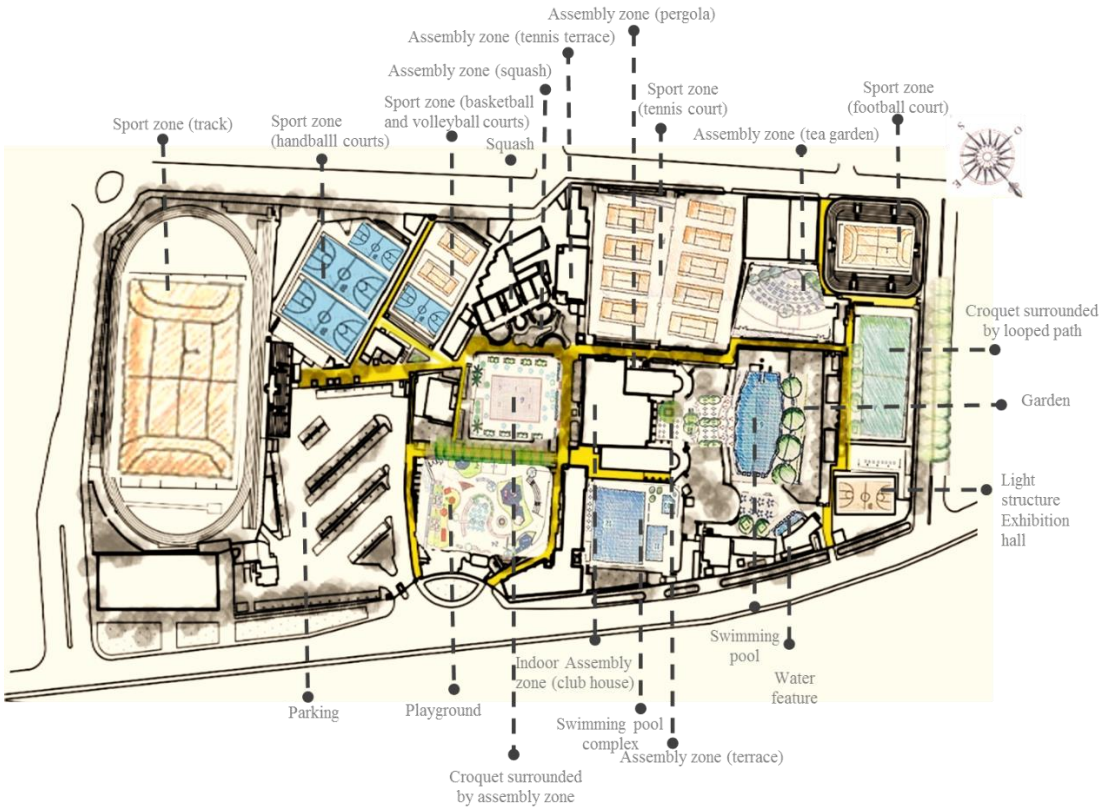 Assembly zone (pergola)
Assembly zone (tennis terrace)
Assembly zone (squash)
Sport zone (basketball
and volleyball courts)
Squash
Sport zone
(tennis court)
Sport zone
(football court)
Assembly zone (tea garden)
Sport zone (track)
Sport zone
(handballl courts)
S
O
E
Croquet surrounded
by looped path
Garden
Light
structure
Exhibition
hall
Swimming
pool
Water
feature
Indoor Assembly
zone (club house)
Parking
Playground
Swimming pool
complex
Assembly zone (terrace)
Croquet surrounded
by assembly zone